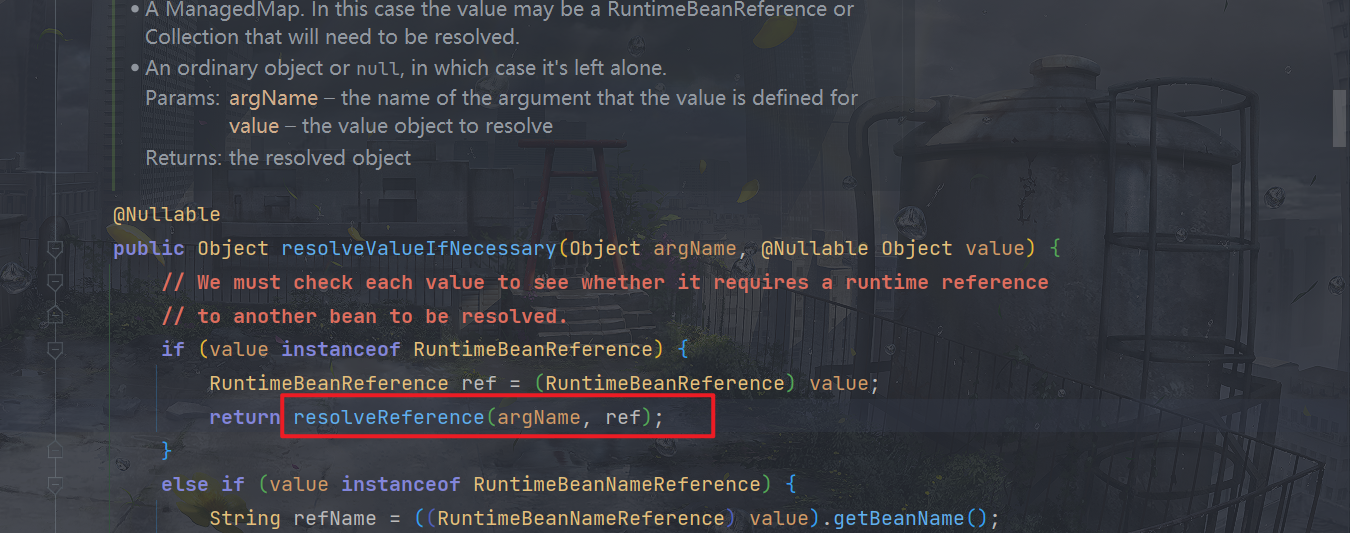 • A ManagedMap. In this case the value may be a RuntimeBeanReference or
Collection that will need to be resolved.
• An ordinary object or null, in which case it's left alone.
Params: argName – the name of the argument that the value is defined for
value – the value object to resolve
Returns: the resolved object
@Nullable
public Object resolveValueIfNecessary(Object argName, @Nullable Object value) {
// We must check each value to see whether it requires a runtime reference
// to another bean to be resolved.
if (value instanceof RuntimeBeanReference) {
RuntimeBeanReference ref = (RuntimeBeanReference) value;
return resolveReference(argName, ref);
}
else if (value instanceof RuntimeBeanNameReference) {
String refName = ((RuntimeBeanNameReference) value).getBeanName();